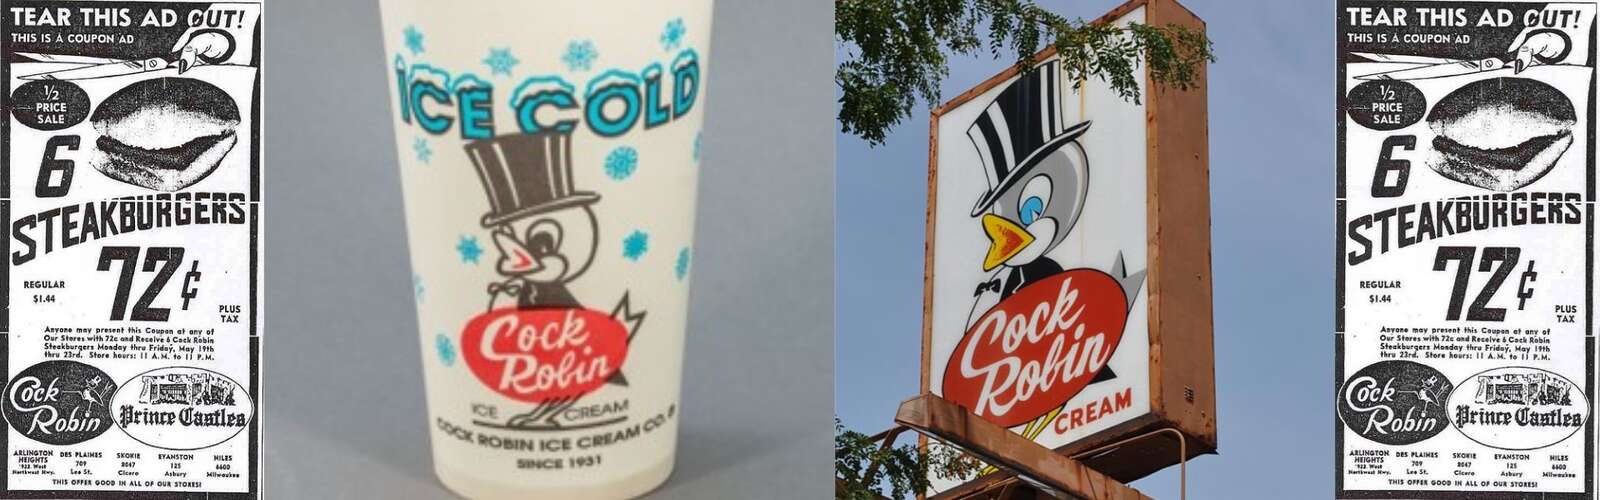 TEAR THIS AD OUT!
THIS IS A COUPON AD
1/2
PRICE
SALE
6
STEAKBURGERS
72¢
REGULAR
$1.44
PLUS
TAX
Anyone may present this Coupon at any of
Our Stores with 72c and Receive 6 Cock Robin
Steakburgers Monday thru Friday, May 19th
thru 23rd. Store hours: 11 A.M. to 11 P.M.
Cock
Robin
Prince Castles
ARLINGTON
HEIGHTS
West
Northwest Hwy.
DES PLAINES
709
Lee St.
SKOKIE
8047
Cicero
EVANSTON
125
Asbury
NILES
6600
Milwaukee
THIS OFFER GOOD IN ALL OF OUR STORES!
ICE COLD
Cock
Robin
ICE CREAM
COCK ROBIN ICE CREAM CO.
SINCE 1931
Cock
Robin
CREAM
TEAR THIS AD OUT!
THIS IS A COUPON AD
1/2
PRICE
SALE
6
STEAKBURGERS
72¢
REGULAR
$1.44
PLUS
TAX
Anyone may present this Coupon at any of
Our Stores with 72c and Receive 6 Cock Robin
Steakburgers Monday thru Friday, May 19th
thru 23rd. Store hours: 11 A.M. to 11 P.M.
Cock
Robin
Prince Castles
ARLINGTON
HEIGHTS
West
Northwest Hwy.
DES PLAINES
709
Lee St.
SKOKIE
8047
Cicero
EVANSTON
125
Asbury
NILES
6600
Milwaukee
THIS OFFER GOOD IN ALL OF OUR STORES!